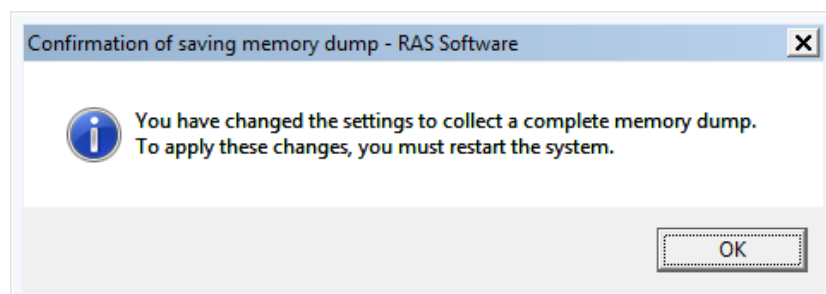 Confirmation of saving memory dump - RAS Software
You have changed the settings to collect a complete memory dump.
To apply these changes, you must restart the system.
OK